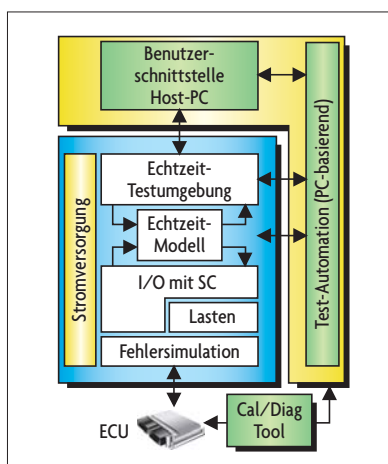 Benutzer-
schnittstelle
Host-PC
Test-Automation (PC-basierend)
Stromversorgung
Echtzeit-
Testumgebung
Echtzeit-
Modell
I/O mit SC
Lasten
Fehlersimulation
ECU
Cal/Diag
Tool